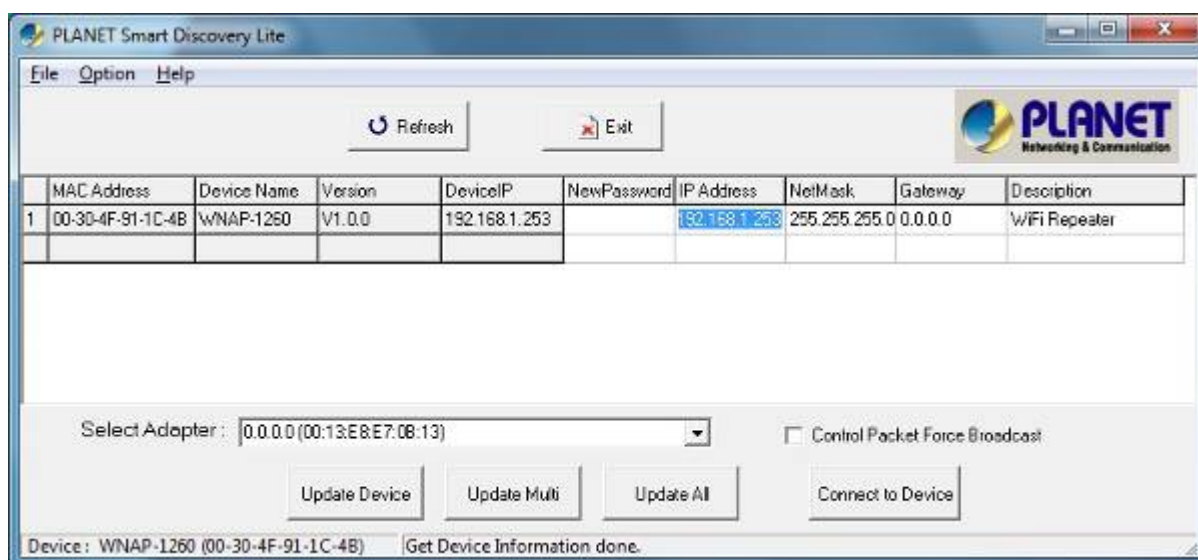 PLANET Smart Discovery Lite
File Option Help
Refresh Exit
PLANET
Networking & Communication
MAC Address Device Name Version DeviceIP NewPassword IP Address NetMask Gateway Description
1 00-30-4F-91-1C-4B WNAP-1260 V1.0.0 192.168.1.253 192.168.1.253 255.255.255.0 0.0.0.0 WiFi Repeater
Select Adapter : 0.0.0.0 (00:13:E8:E7:0B:13) Control Packet Force Broadcast
Update Device Update Multi Update All Connect to Device
Device : WNAP-1260 (00-30-4F-91-1C-4B) Get Device Information done.